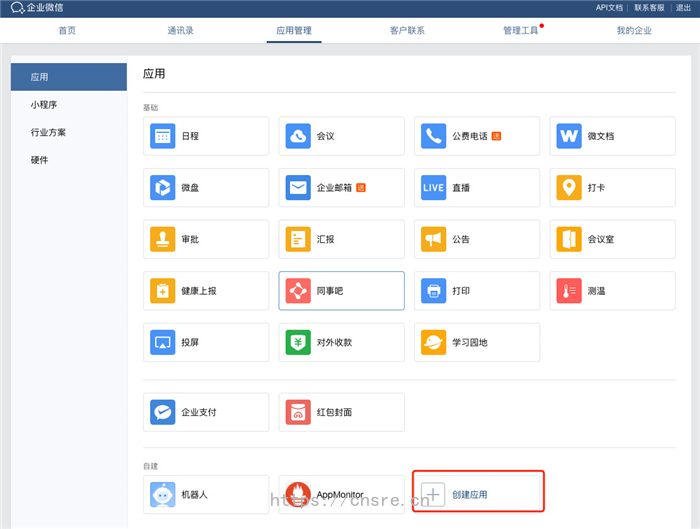 企业微信
API文档 | 联系客服 | 退出
首页 通讯录 应用管理 客户联系 管理工具 我的企业
应用
小程序
行业方案
硬件
应用
基础
日程 会议 公费电话 送 微文档
微盘 企业邮箱 送 LIVE 直播 打卡
审批 汇报 公告 会议室
健康上报 同事吧 打印 测温
投屏 对外收款 学习园地
企业支付 红包封面
自建
机器人 AppMonitor 创建应用
https://cnsre.cn